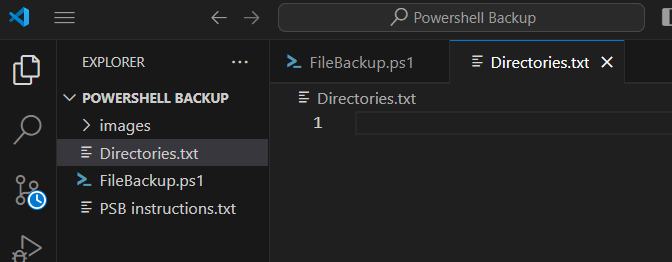 Powershell Backup
EXPLORER ...
FileBackup.ps1
Directories.txt
POWERSHELL BACKUP
images
Directories.txt
FileBackup.ps1
PSB instructions.txt
Directories.txt
1